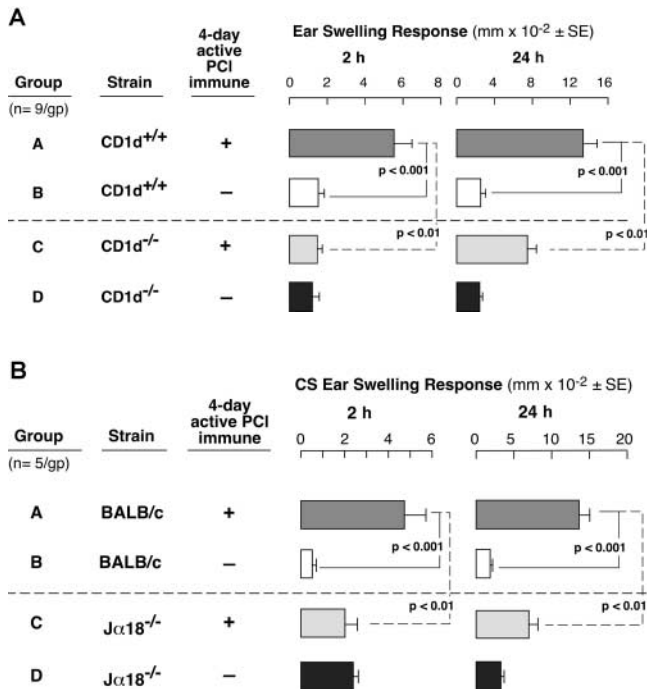 A
4-day active PCI immune
Ear Swelling Response (mm x 10-2 ± SE)
2 h
24 h
Group
Strain
(n= 9/gp)
0 2 4 6 8
0 4 8 12 16
A CD1d+/+ +
p < 0.001
p < 0.001
B CD1d+/+ –
p < 0.01
p < 0.01
C CD1d-/- +
D CD1d-/- –
B
4-day active PCI immune
CS Ear Swelling Response (mm x 10-2 ± SE)
2 h
24 h
Group
Strain
(n= 5/gp)
0 2 4 6
0 5 10 15 20
A BALB/c +
p < 0.001
p < 0.001
B BALB/c –
p < 0.01
p < 0.01
C Jα18-/- +
D Jα18-/- –